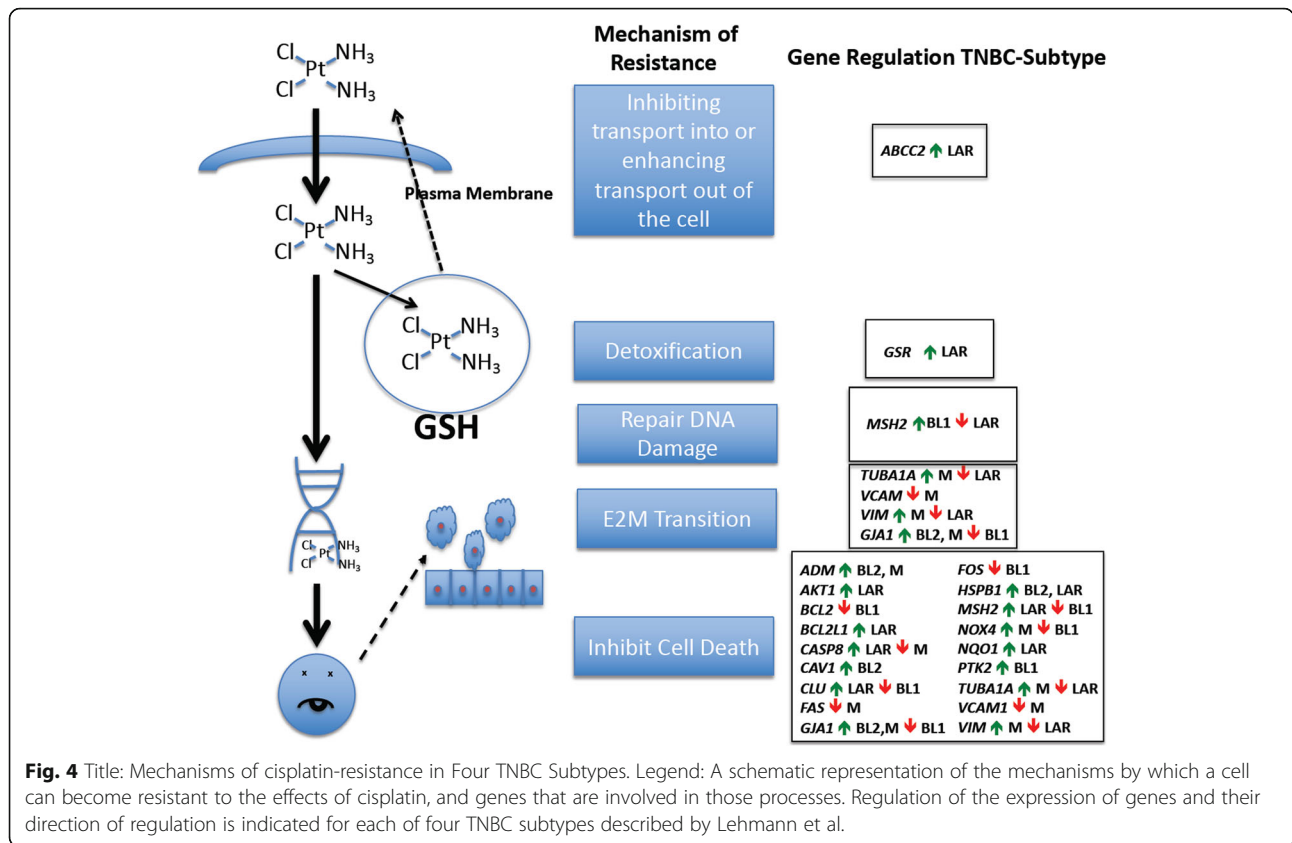 Mechanism of
Resistance
Gene Regulation TNBC-Subtype
Cl NH3
Pt
Cl NH3
Inhibiting
transport into or
enhancing
transport out of
the cell
ABCC2 ↑ LAR
Plasma Membrane
Cl NH3
Pt
Cl NH3
Cl NH3
Pt
Cl NH3
GSH
Detoxification
GSR ↑ LAR
Repair DNA
Damage
MSH2 ↑ BL1 ↓ LAR
E2M Transition
TUBA1A ↑ M ↓ LAR
VCAM ↓ M
VIM ↑ M ↓ LAR
GJA1 ↑ BL2, M ↓ BL1
Cl NH3
Pt
Cl NH3
x x
Inhibit Cell Death
ADM ↑ BL2, M
AKT1 ↑ LAR
BCL2 ↓ BL1
BCL2L1 ↑ LAR
CASP8 ↑ LAR ↓ M
CAV1 ↑ BL2
CLU ↑ LAR ↓ BL1
FAS ↓ M
GJA1 ↑ BL2,M ↓ BL1
FOS ↓ BL1
HSPB1 ↑ BL2, LAR
MSH2 ↑ LAR ↓ BL1
NOX4 ↑ M ↓ BL1
NQO1 ↑ LAR
PTK2 ↑ BL1
TUBA1A ↑ M ↓ LAR
VCAM1 ↓ M
VIM ↑ M ↓ LAR
Fig. 4 Title: Mechanisms of cisplatin-resistance in Four TNBC Subtypes. Legend: A schematic representation of the mechanisms by which a cell
can become resistant to the effects of cisplatin, and genes that are involved in those processes. Regulation of the expression of genes and their
direction of regulation is indicated for each of four TNBC subtypes described by Lehmann et al.